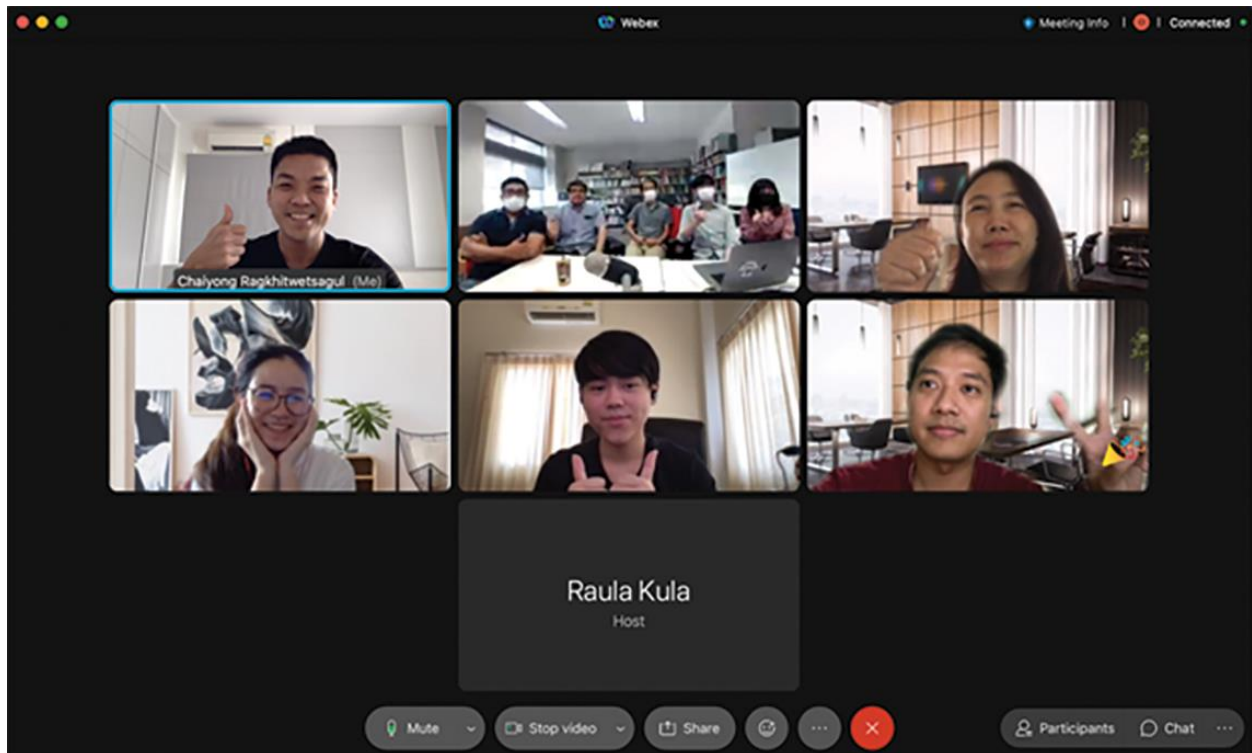 Webex
Meeting Info
Connected
Chaiyong Ragkhitwetsagul (Me)
Raula Kula
Host
Mute
Stop video
Share
Participants
Chat